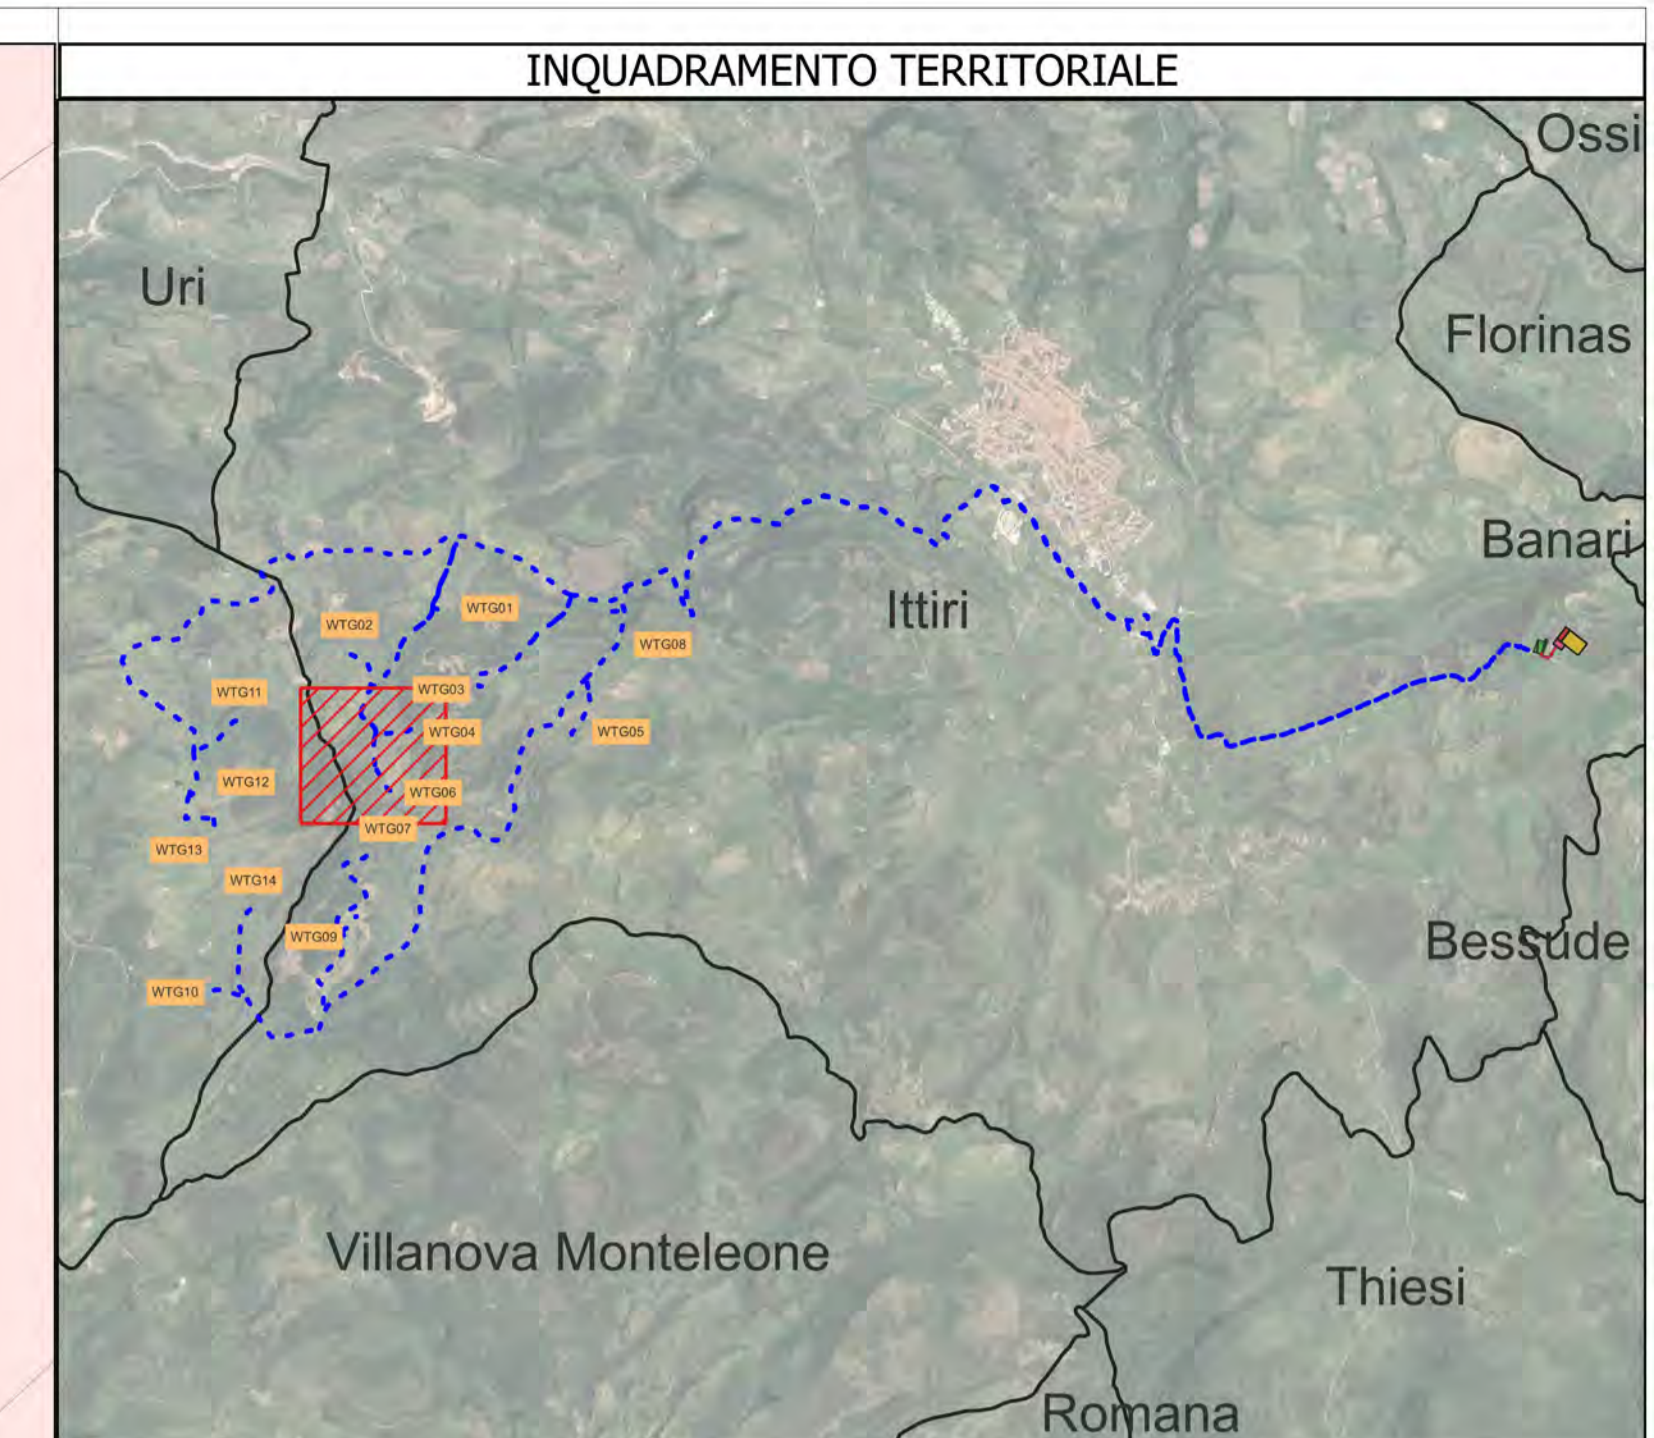 INQUADRAMENTO TERRITORIALE
Ossi
Uri
Florinas
Banari
Ittiri
WTG01
WTG02
WTG08
WTG03
WTG11
WTG04
WTG05
WTG12
WTG06
WTG07
WTG13
WTG14
WTG09
Bessude
WTG10
Villanova Monteleone
Thiesi
Romana